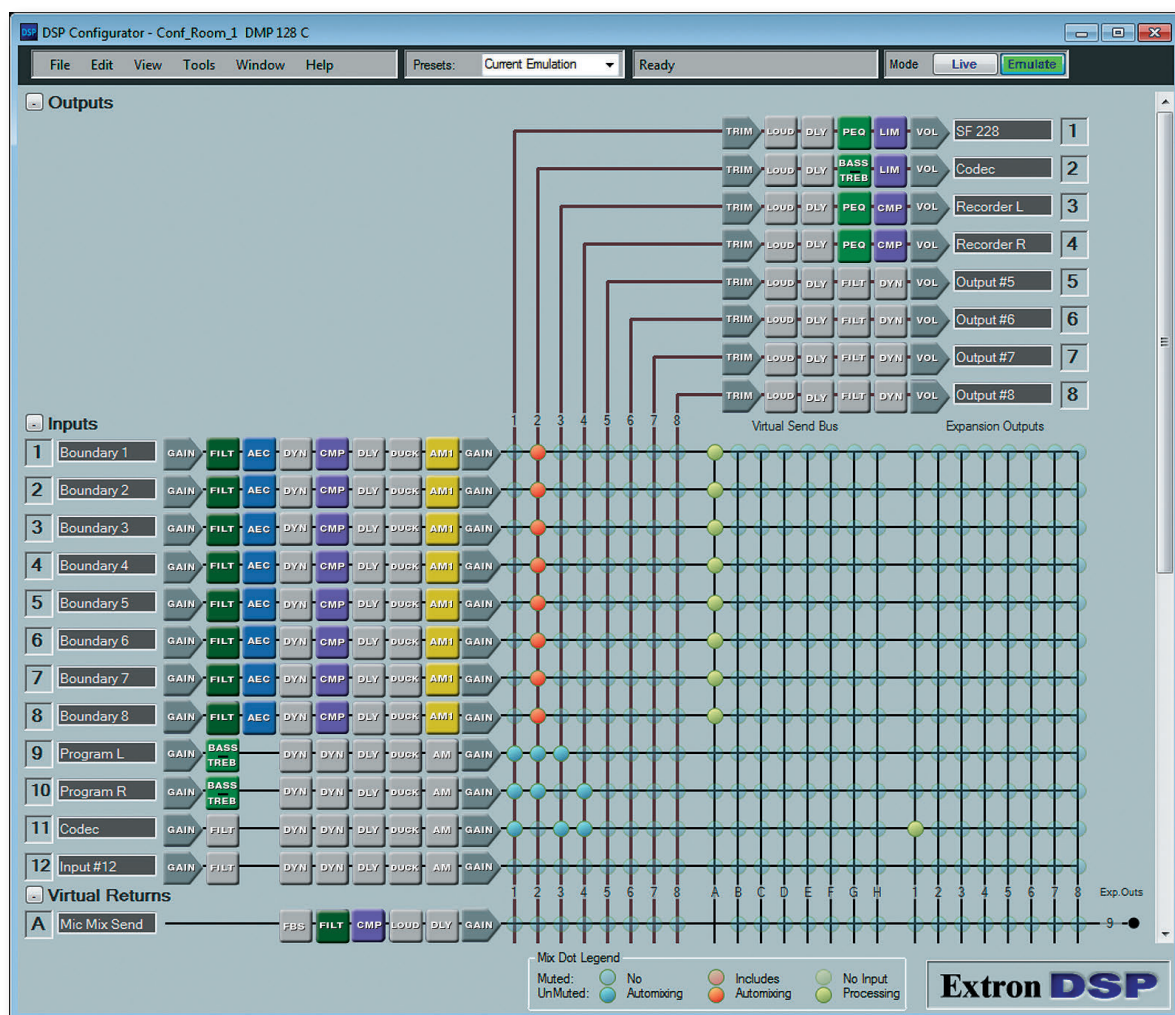 DSP DSP Configurator - Conf_Room_1 DMP 128 C
File Edit View Tools Window Help Presets: Current Emulation Ready Mode Live Emulate
- Outputs
TRIM LOUD DLY PEQ LIM VOL SF 228 1
TRIM LOUD DLY BASS TREB LIM VOL Codec 2
TRIM LOUD DLY PEQ CMP VOL Recorder L 3
TRIM LOUD DLY PEQ CMP VOL Recorder R 4
TRIM LOUD DLY FILT DYN VOL Output #5 5
TRIM LOUD DLY FILT DYN VOL Output #6 6
TRIM LOUD DLY FILT DYN VOL Output #7 7
TRIM LOUD DLY FILT DYN VOL Output #8 8
- Inputs 1 2 3 4 5 6 7 8 Virtual Send Bus Expansion Outputs
1 Boundary 1 GAIN FILT AEC DYN CMP DLY DUCK AM1 GAIN
2 Boundary 2 GAIN FILT AEC DYN CMP DLY DUCK AM1 GAIN
3 Boundary 3 GAIN FILT AEC DYN CMP DLY DUCK AM1 GAIN
4 Boundary 4 GAIN FILT AEC DYN CMP DLY DUCK AM1 GAIN
5 Boundary 5 GAIN FILT AEC DYN CMP DLY DUCK AM1 GAIN
6 Boundary 6 GAIN FILT AEC DYN CMP DLY DUCK AM1 GAIN
7 Boundary 7 GAIN FILT AEC DYN CMP DLY DUCK AM1 GAIN
8 Boundary 8 GAIN FILT AEC DYN CMP DLY DUCK AM1 GAIN
9 Program L GAIN BASS TREB DYN DYN DLY DUCK AM GAIN
10 Program R GAIN BASS TREB DYN DYN DLY DUCK AM GAIN
11 Codec GAIN FILT DYN DYN DLY DUCK AM GAIN
12 Input #12 GAIN FILT DYN DYN DLY DUCK AM GAIN
- Virtual Returns 1 2 3 4 5 6 7 8 A B C D E F G H 1 2 3 4 5 6 7 8 Exp.Outs
A Mic Mix Send FBS FILT CMP LOUD DLY GAIN 9
Mix Dot Legend
Muted: No Includes No Input
UnMuted: Automixing Automixing Processing
Extron DSP